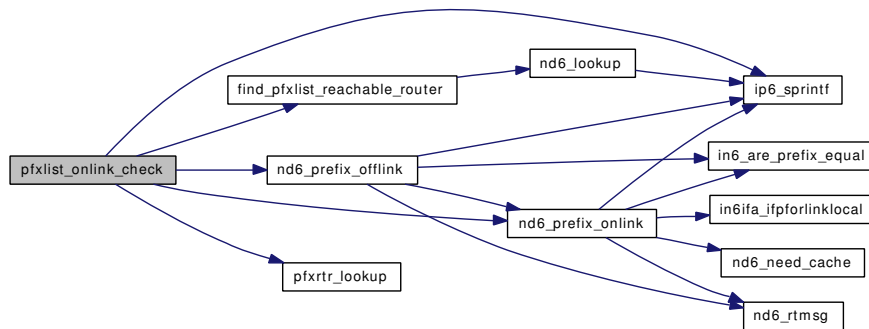 nd6_lookup
find_pfxlist_reachable_router
ip6_sprintf
pfxlist_onlink_check
nd6_prefix_offlink
in6_are_prefix_equal
nd6_prefix_onlink
in6ifa_ifpforlinklocal
pfxrtr_lookup
nd6_need_cache
nd6_rtmsg